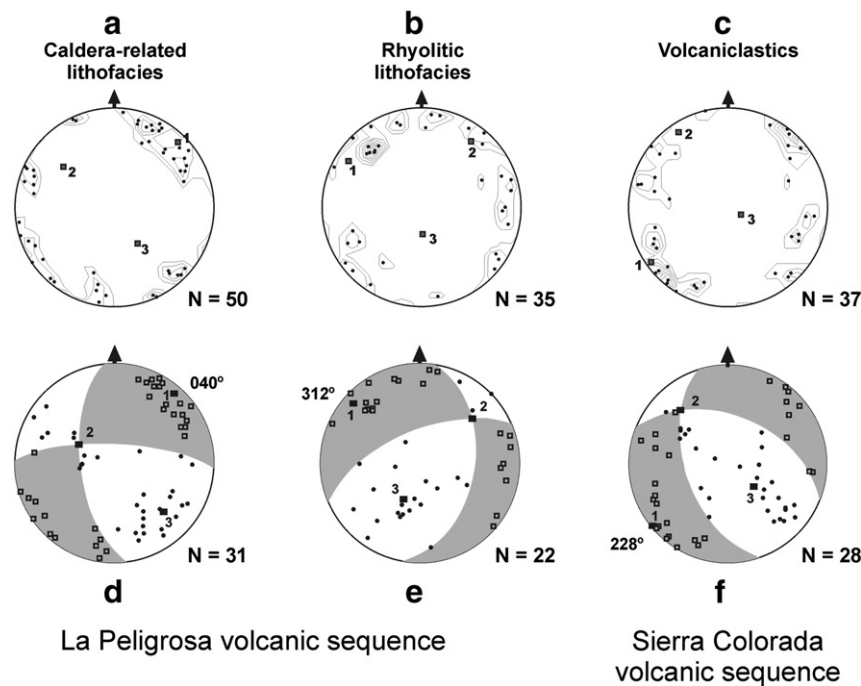 a
Caldera-related
lithofacies
b
Rhyolitic
lithofacies
c
Volcaniclastics
1
2
3
N = 50
1
2
3
N = 35
1
2
3
N = 37
040º
1
2
3
N = 31
312º
1
2
3
N = 22
228º
1
2
3
N = 28
d
e
f
La Peligrosa volcanic sequence
Sierra Colorada
volcanic sequence